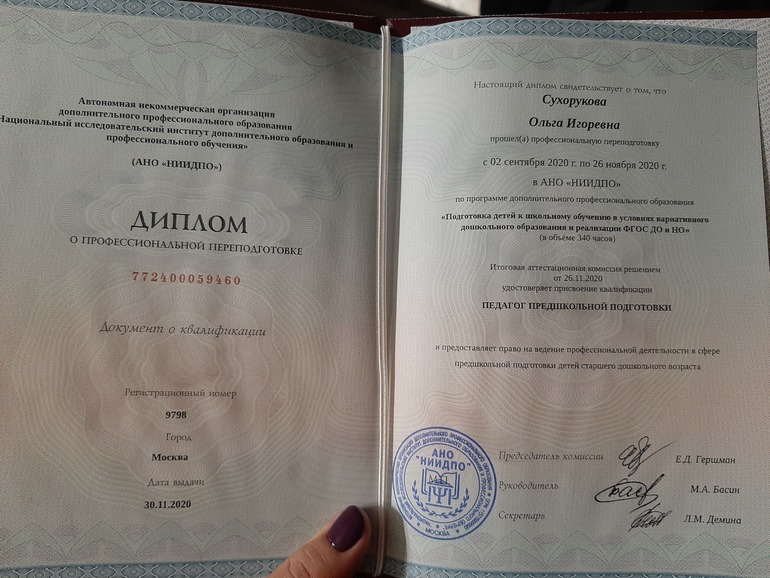 Автономная некоммерческая организация
дополнительного профессионального образования
Национальный исследовательский институт дополнительного образования и
профессионального обучения»
(АНО «НИИДПО»)
ДИПЛОМ
О ПРОФЕССИОНАЛЬНОЙ ПЕРЕПОДГОТОВКЕ
772400059460
Документ о квалификации
Регистрационный номер
9798
Город
Москва
Дата выдачи
30.11.2020
Настоящий диплом свидетельствует о том, что
Сухорукова
Ольга Игоревна
прошел(а) профессиональную переподготовку
с 02 сентября 2020 г. по 26 ноября 2020 г.
в АНО «НИИДПО»
по программе дополнительного профессионального образования
«Подготовка детей к школьному обучению в условиях вариативного
дошкольного образования и реализации ФГОС ДО и НО»
(в объеме 340 часов)
Итоговая аттестационная комиссия решением
от 26.11.2020
удостоверяет присвоение квалификации
ПЕДАГОГ ПРЕДШКОЛЬНОЙ ПОДГОТОВКИ
и предоставляет право на ведение профессиональной деятельности в сфере
предшкольной подготовки детей старшего дошкольного возраста
Председатель комиссии Е.Д. Гершман
Руководитель М.А. Басин
Секретарь Л.М. Демина
АНО
"НИИДПО"
МОСКВА